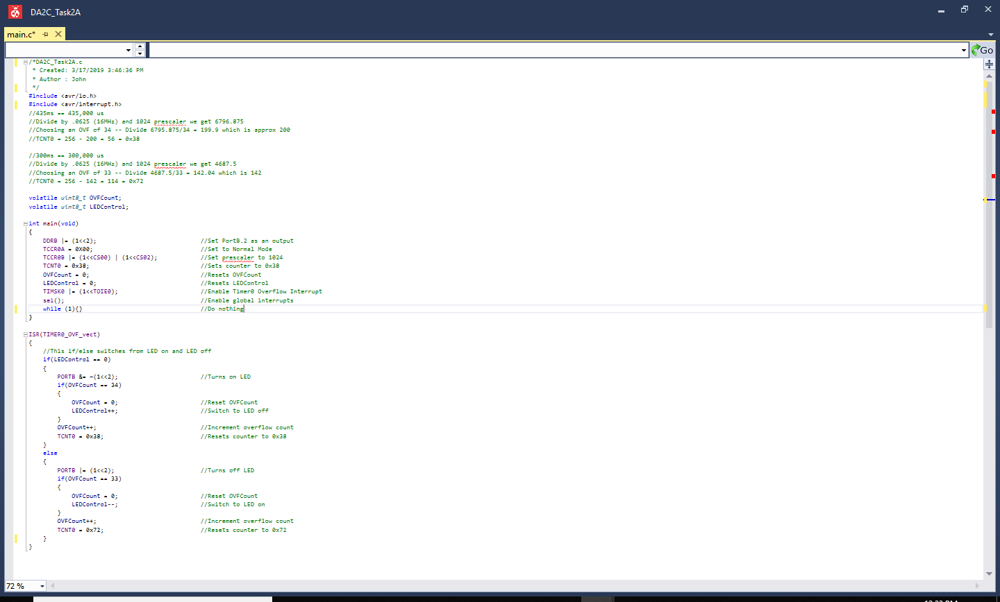 DA2C_Task2A
main.c*
Go
/*DA2C_Task2A.c
* Created: 3/17/2019 3:46:36 PM
* Author : John
*/
#include <avr/io.h>
#include <avr/interrupt.h>
//435ms == 435,000 us
//Divide by .0625 (16MHz) and 1024 prescaler we get 6796.875
//Choosing an OVF of 34 -- Divide 6795.875/34 = 199.9 which is approx 200
//TCNT0 = 256 - 200 = 56 = 0x38
//300ms == 300,000 us
//Divide by .0625 (16MHz) and 1024 prescaler we get 4687.5
//Choosing an OVF of 33 -- Divide 4687.5/33 = 142.04 which is 142
//TCNT0 = 256 - 142 = 114 = 0x72
volatile uint8_t OVFCount;
volatile uint8_t LEDControl;
int main(void)
{
DDRB |= (1<<2); //Set PortB.2 as an output
TCCR0A = 0X00; //Set to Normal Mode
TCCR0B |= (1<<CS00) | (1<<CS02); //Set prescaler to 1024
TCNT0 = 0x38; //Sets counter to 0x38
OVFCount = 0; //Resets OVFCount
LEDControl = 0; //Resets LEDControl
TIMSK0 |= (1<<TOIE0); //Enable Timer0 Overflow Interrupt
sei(); //Enable global interrupts
while (1){} //Do nothing
}
ISR(TIMER0_OVF_vect)
{
//This if/else switches from LED on and LED off
if(LEDControl == 0)
{
PORTB &= ~(1<<2); //Turns on LED
if(OVFCount == 34)
{
OVFCount = 0; //Reset OVFCount
LEDControl++; //Switch to LED off
}
OVFCount++; //Increment overflow count
TCNT0 = 0x38; //Resets counter to 0x38
}
else
{
PORTB |= (1<<2); //Turns off LED
if(OVFCount == 33)
{
OVFCount = 0; //Reset OVFCount
LEDControl--; //Switch to LED on
}
OVFCount++; //Increment overflow count
TCNT0 = 0x72; //Resets counter to 0x72
}
}
72 %